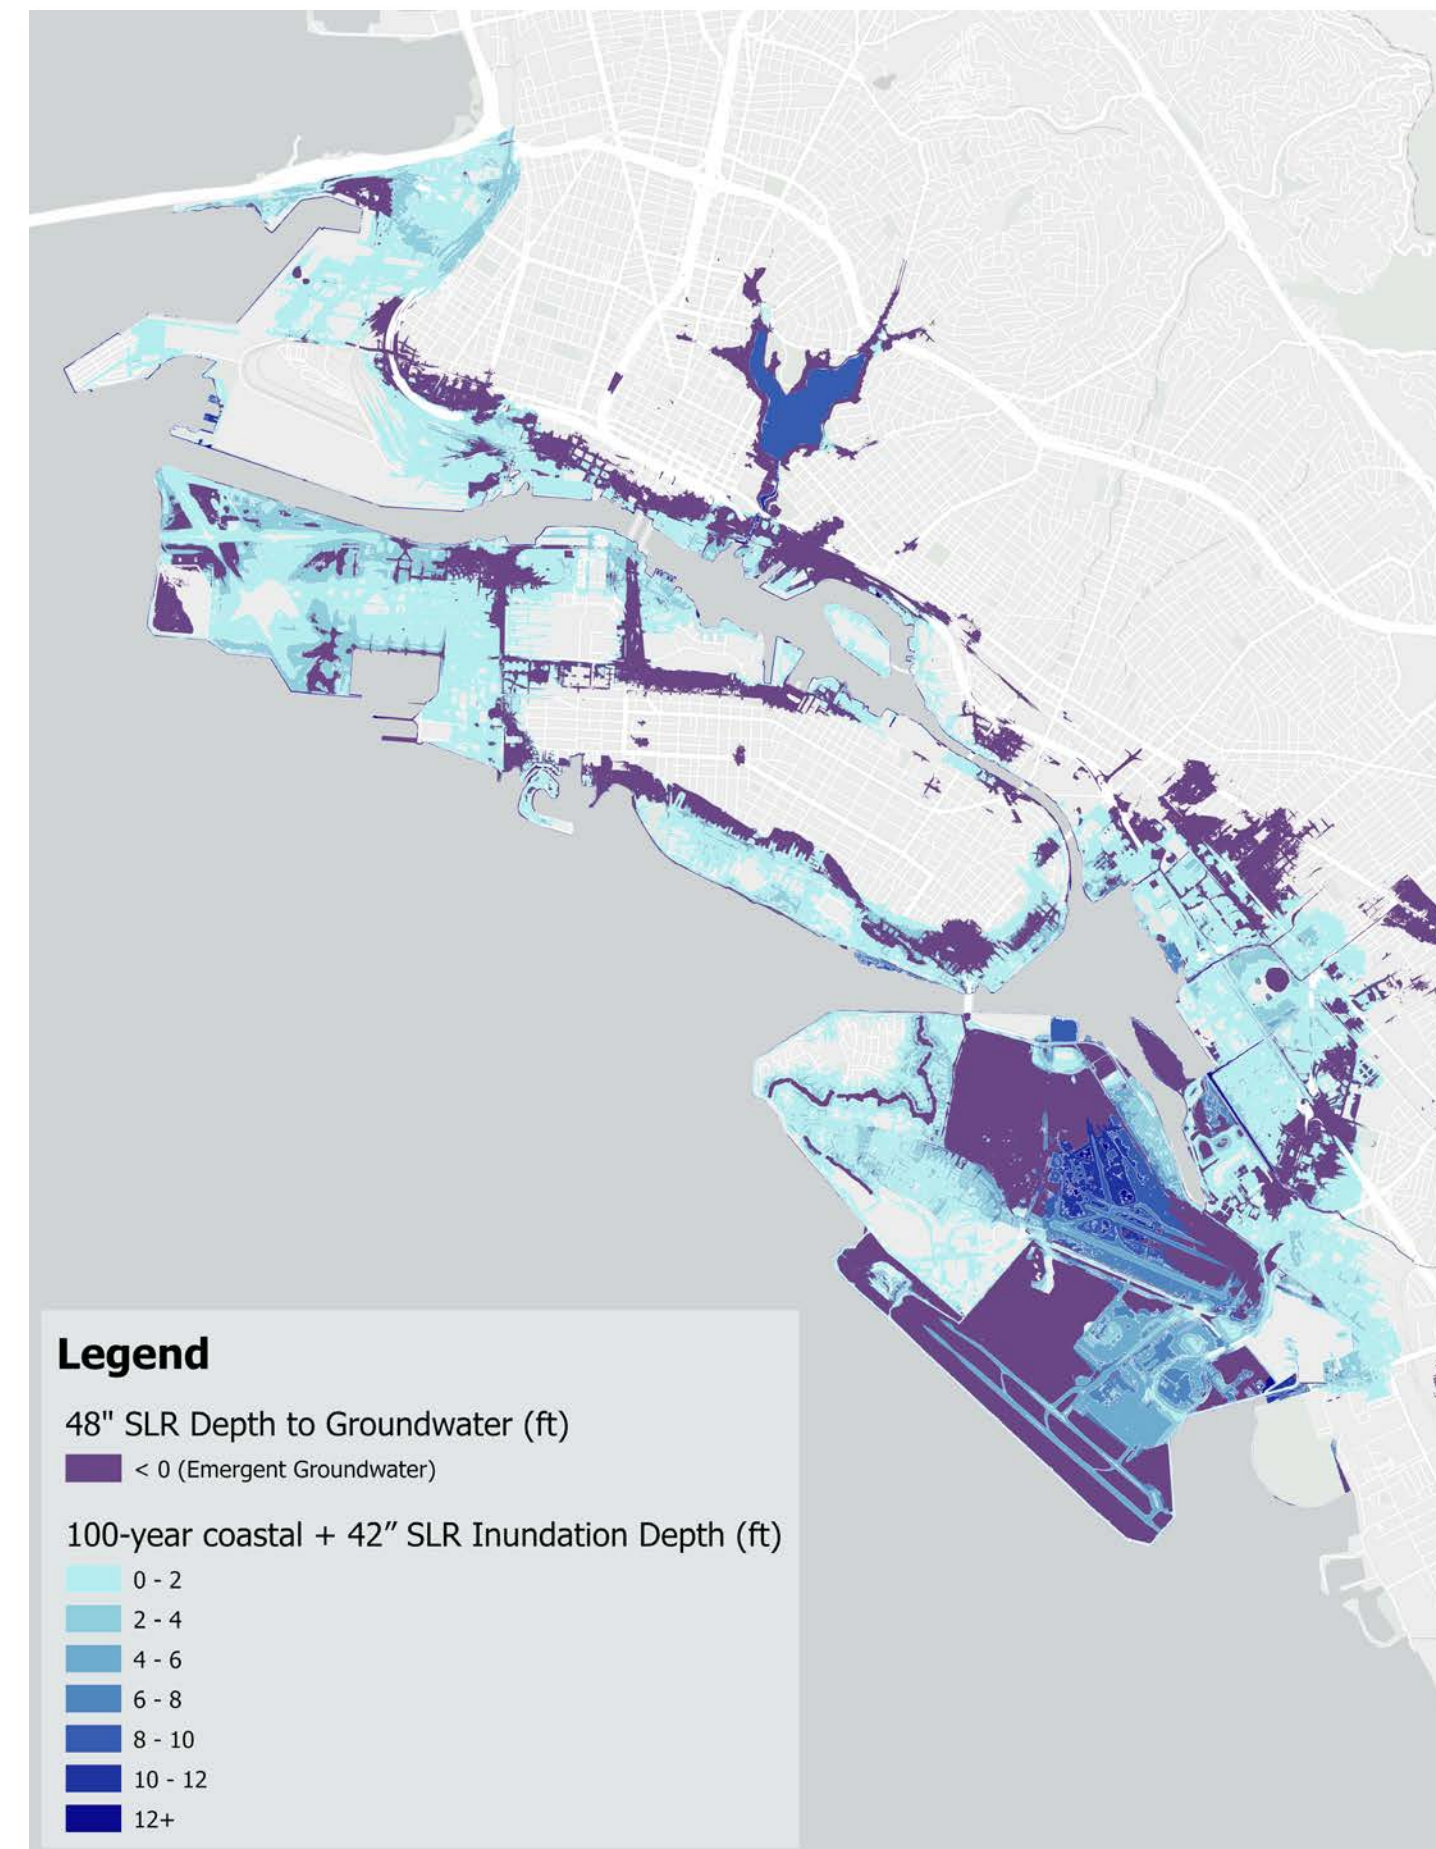 Legend
48" SLR Depth to Groundwater (ft)
< 0 (Emergent Groundwater)
100-year coastal + 42” SLR Inundation Depth (ft)
0 - 2
2 - 4
4 - 6
6 - 8
8 - 10
10 - 12
12+